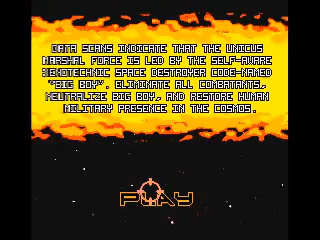 DATA SCANS INDICATE THAT THE UNICUS
MARSHAL FORCE IS LED BY THE SELF-AWARE
XENOTECHNIC SPACE DESTROYER CODE-NAMED
"BIG BOY". ELIMINATE ALL COMBATANTS,
NEUTRALIZE BIG BOY, AND RESTORE HUMAN
MILITARY PRESENCE IN THE COSMOS.
PLAY